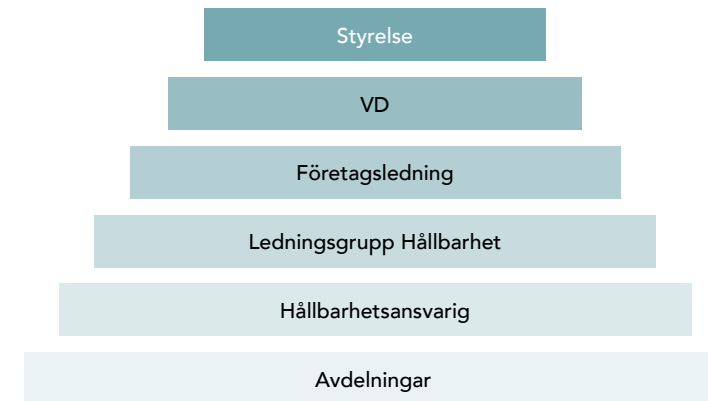 Styrelse
VD
Företagsledning
Ledningsgrupp Hållbarhet
Hållbarhetsansvarig
Avdelningar